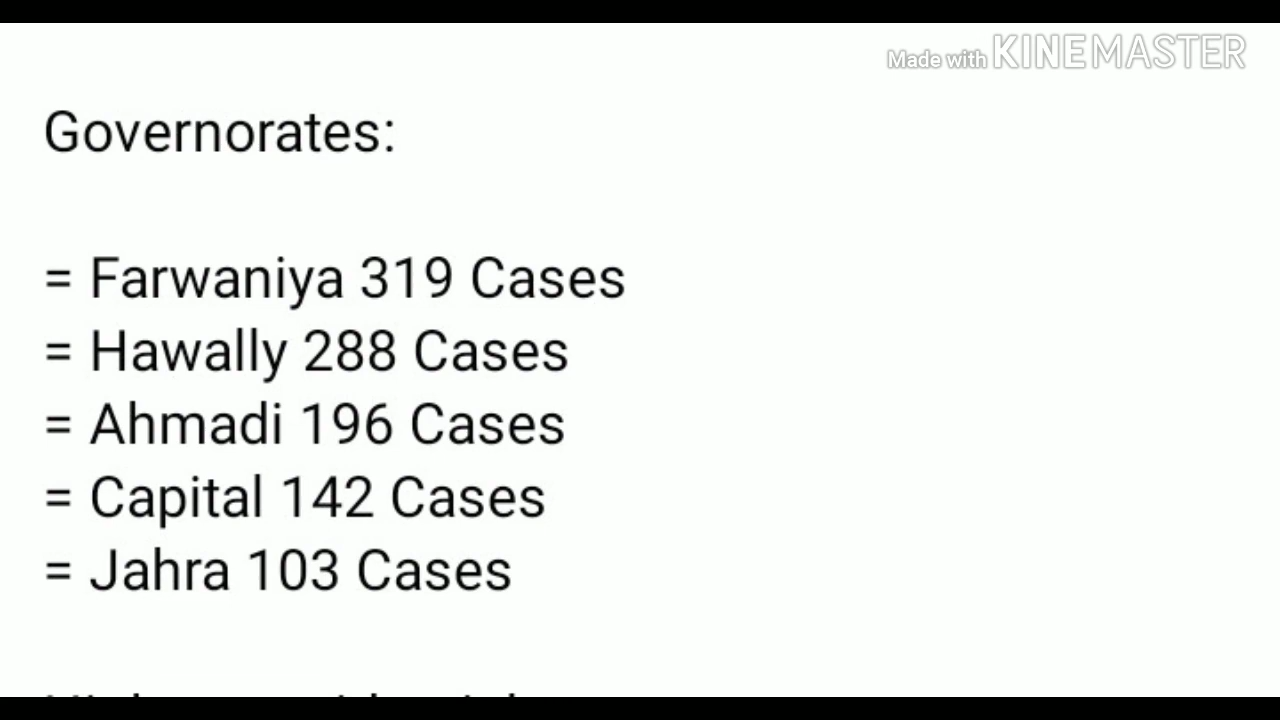 Made with KINEMASTER
Governorates:
= Farwaniya 319 Cases
= Hawally 288 Cases
= Ahmadi 196 Cases
= Capital 142 Cases
= Jahra 103 Cases